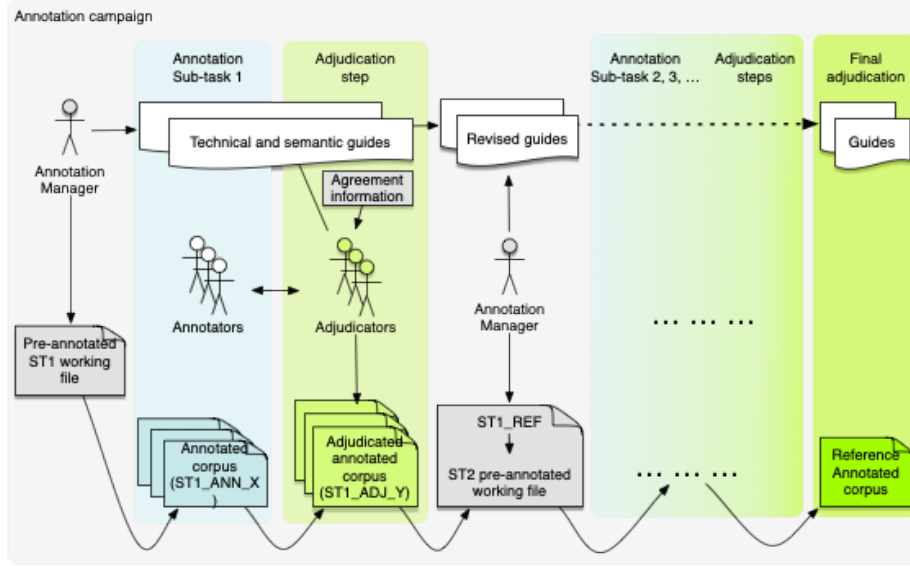 Annotation campaign
Annotation
Sub-task 1
Adjudication
step
Annotation
Sub-task 2, 3, ...
Adjudication
steps
Final
adjudication
Technical and semantic guides
Revised guides
Guides
Annotation
Manager
Agreement
information
Annotators
Adjudicators
Annotation
Manager
... ... ...
Pre-annotated
ST1 working
file
Annotated
corpus
(ST1_ANN_X
)
Adjudicated
annotated
corpus
(ST1_ADJ_Y)
ST1_REF
ST2 pre-annotated
working file
... ... ...
Reference
Annotated
corpus